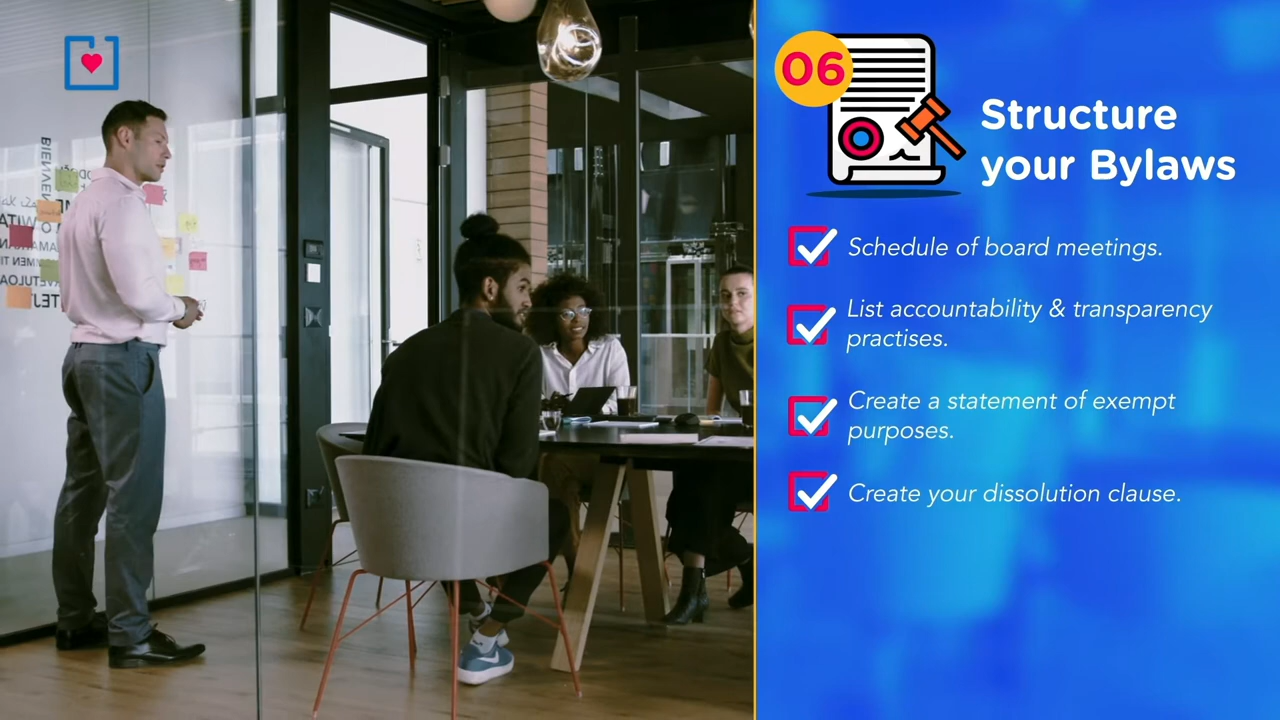 06
Structure
your Bylaws
Schedule of board meetings.
List accountability & transparency
practises.
Create a statement of exempt
purposes.
Create your dissolution clause.